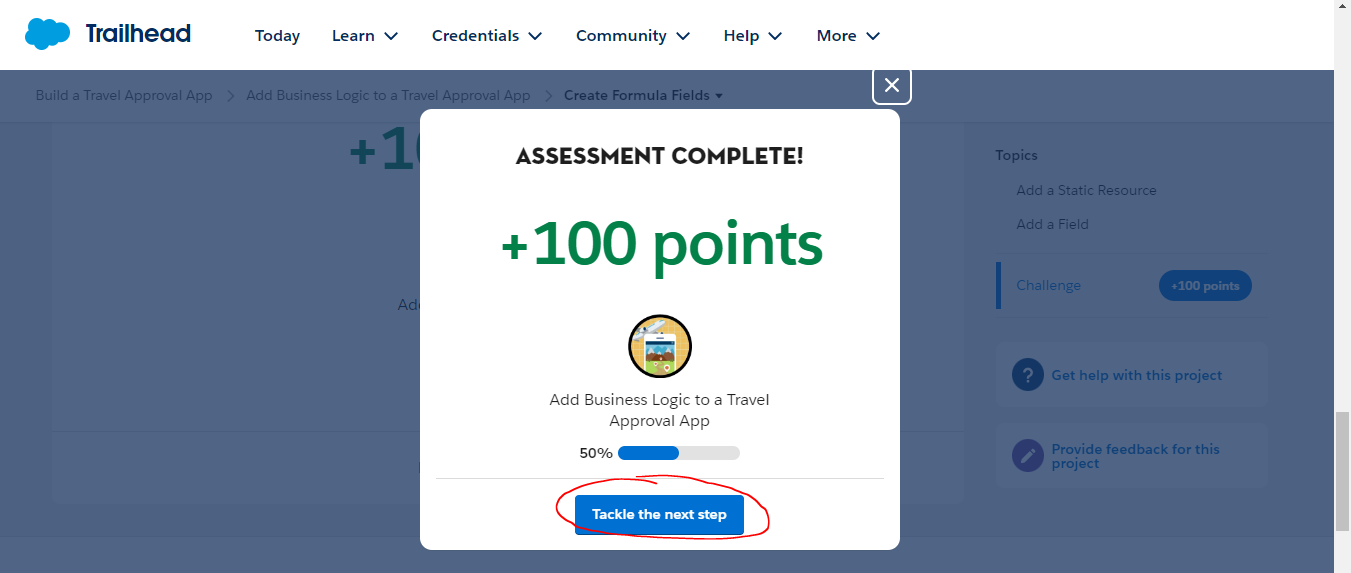 Trailhead
Today Learn Credentials Community Help More
Build a Travel Approval App Add Business Logic to a Travel Approval App Create Formula Fields
+10
ASSESSMENT COMPLETE!
+100 points
Ado
Add Business Logic to a Travel
Approval App
50%
Tackle the next step
Topics
Add a Static Resource
Add a Field
Challenge +100 points
Get help with this project
Provide feedback for this
project